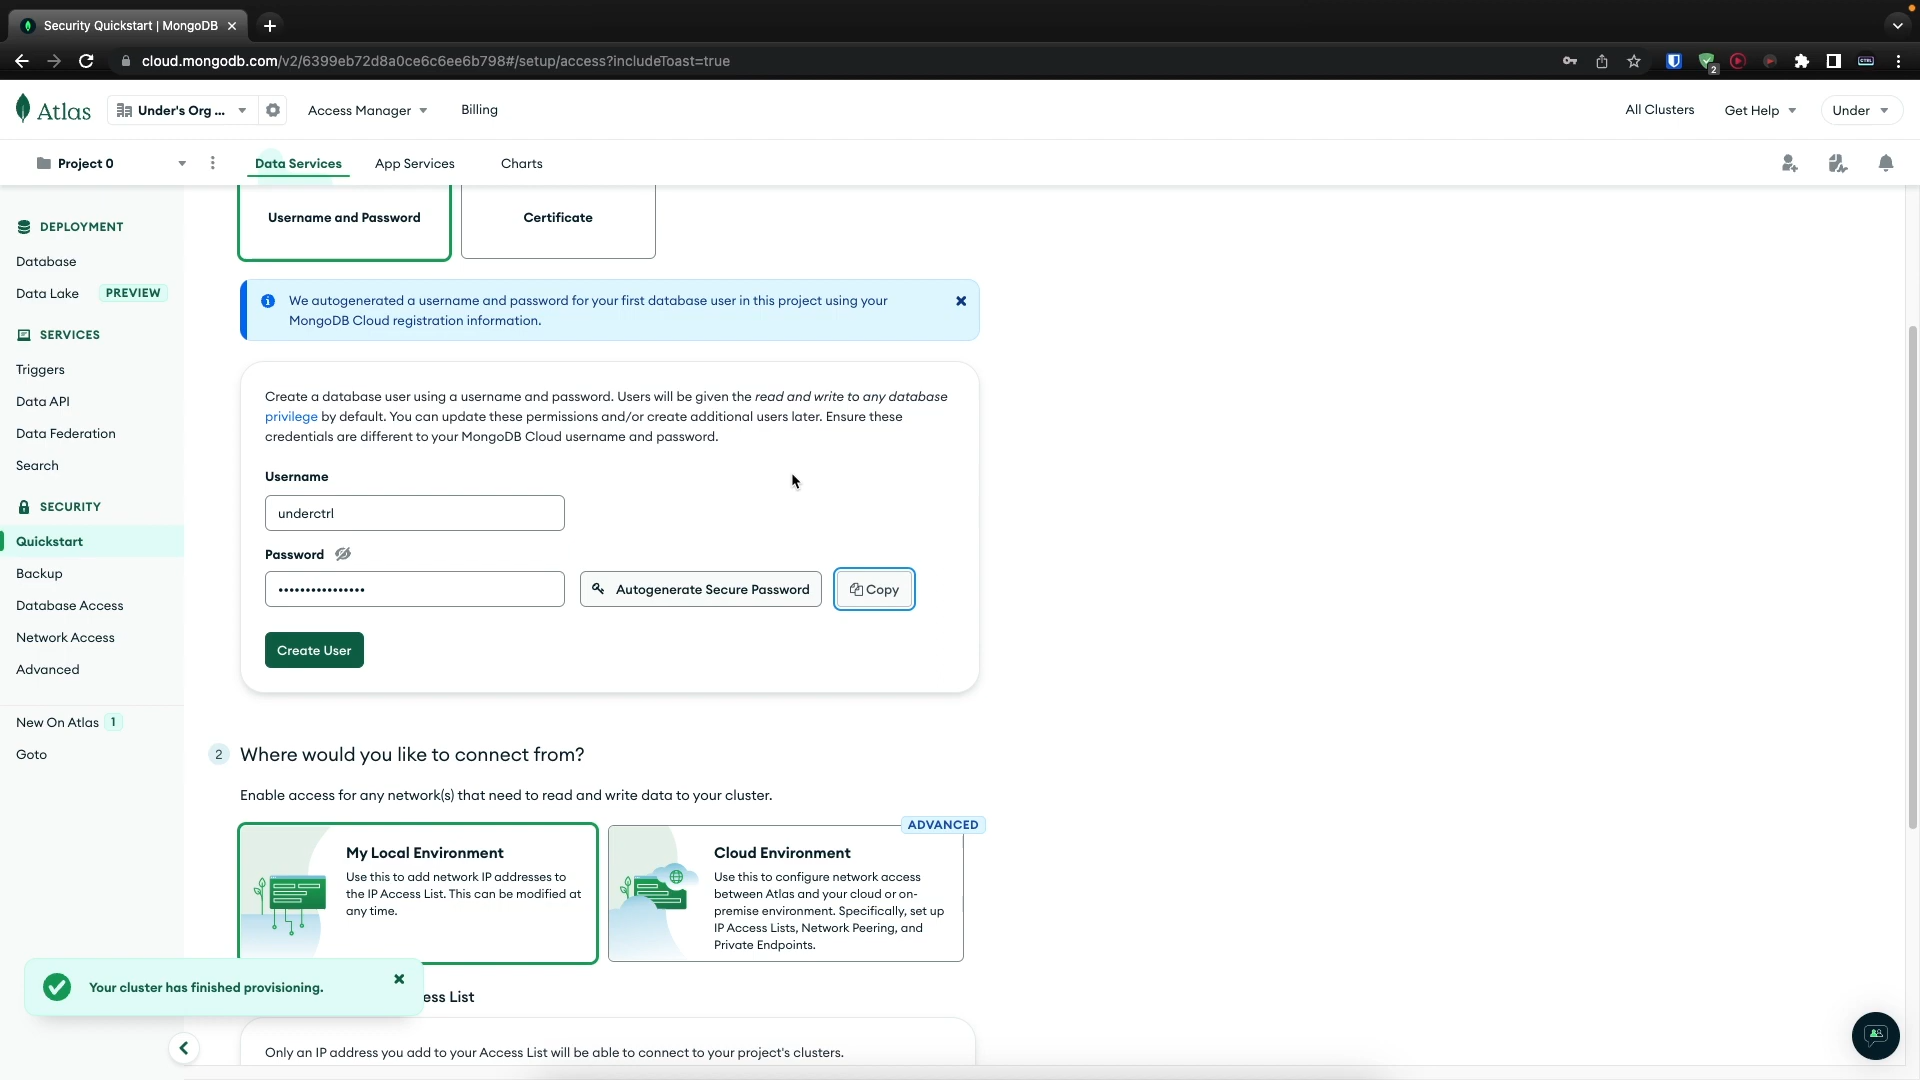 Security Quickstart | MongoDB
cloud.mongodb.com/v2/6399eb72d8a0ce6c6ee6b798#/setup/access?includeToast=true
2
CTRL
Atlas
Under's Org ...
Access Manager
Billing
All Clusters
Get Help
Under
Project 0
Data Services
App Services
Charts
DEPLOYMENT
Database
Data Lake PREVIEW
SERVICES
Triggers
Data API
Data Federation
Search
SECURITY
Quickstart
Backup
Database Access
Network Access
Advanced
New On Atlas 1
Goto
Username and Password
Certificate
We autogenerated a username and password for your first database user in this project using your
MongoDB Cloud registration information.
Create a database user using a username and password. Users will be given the read and write to any database
privilege by default. You can update these permissions and/or create additional users later. Ensure these
credentials are different to your MongoDB Cloud username and password.
Username
underctrl
Password
••••••••••••••••
Autogenerate Secure Password
Copy
Create User
2 Where would you like to connect from?
Enable access for any network(s) that need to read and write data to your cluster.
My Local Environment
Use this to add network IP addresses to
the IP Access List. This can be modified at
any time.
ADVANCED
Cloud Environment
Use this to configure network access
between Atlas and your cloud or on-
premise environment. Specifically, set up
IP Access Lists, Network Peering, and
Private Endpoints.
Your cluster has finished provisioning.
ess List
Only an IP address you add to your Access List will be able to connect to your project's clusters.